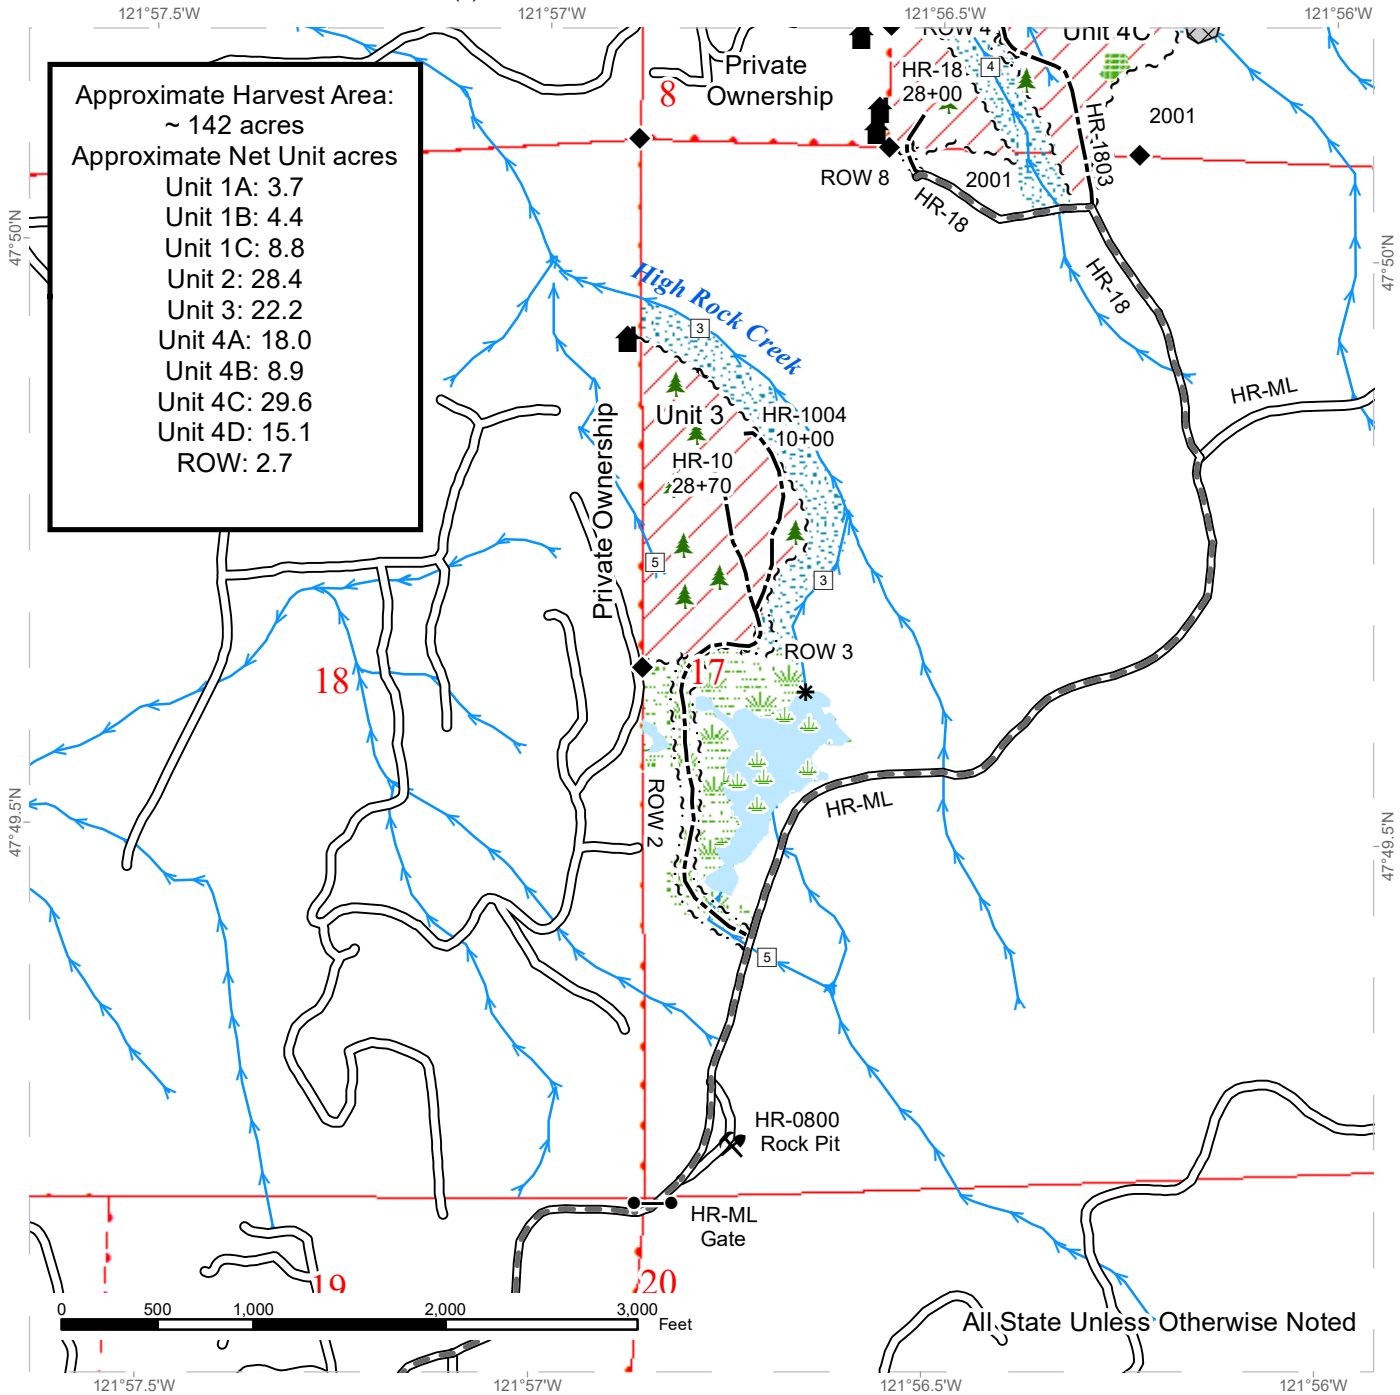 121°57.5'W
121°57'W
121°56.5'W
121°56'W
Approximate Harvest Area:
~ 142 acres
Approximate Net Unit acres
Unit 1A: 3.7
Unit 1B: 4.4
Unit 1C: 8.8
Unit 2: 28.4
Unit 3: 22.2
Unit 4A: 18.0
Unit 4B: 8.9
Unit 4C: 29.6
Unit 4D: 15.1
ROW: 2.7
8
Private
Ownership
ROW 4
Unit 4C
HR-18
28+00
4
HR-1803
2001
ROW 8
2001
HR-18
HR-18
47°50'N
47°50'N
High Rock Creek
3
HR-ML
Unit 3
HR-1004
10+00
HR-10
28+70
Private Ownership
5
3
ROW 3
17
18
ROW 2
HR-ML
47°49.5'N
47°49.5'N
5
HR-0800
Rock Pit
HR-ML
Gate
19
20
0
500
1,000
2,000
3,000
Feet
All State Unless Otherwise Noted
121°57.5'W
121°57'W
121°56.5'W
121°56'W